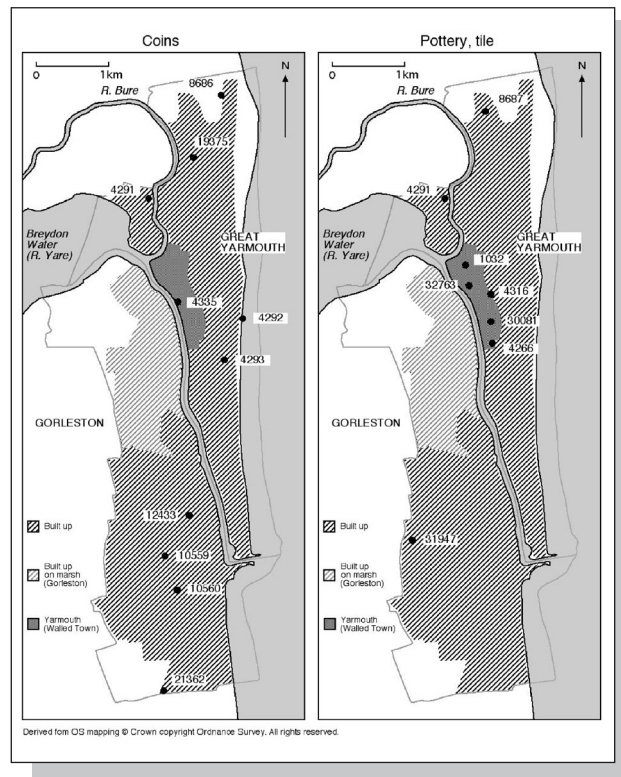 Coins
0
1km
N
R. Bure
8686
19375
4291
Breydon
Water
(R. Yare)
GREAT
YARMOUTH
4335
4292
4293
GORLESTON
12433
10559
10560
21362
Built up
Built up
on marsh
(Gorleston)
Yarmouth
(Walled Town)
Pottery, tile
0
1km
N
R. Bure
8687
4291
Breydon
Water
(R. Yare)
GREAT
YARMOUTH
1032
32763
4316
30081
4266
GORLESTON
31947
Built up
Built up
on marsh
(Gorleston)
Yarmouth
(Walled Town)
Derived fom OS mapping © Crown copyright Ordnance Survey. All rights reserved.